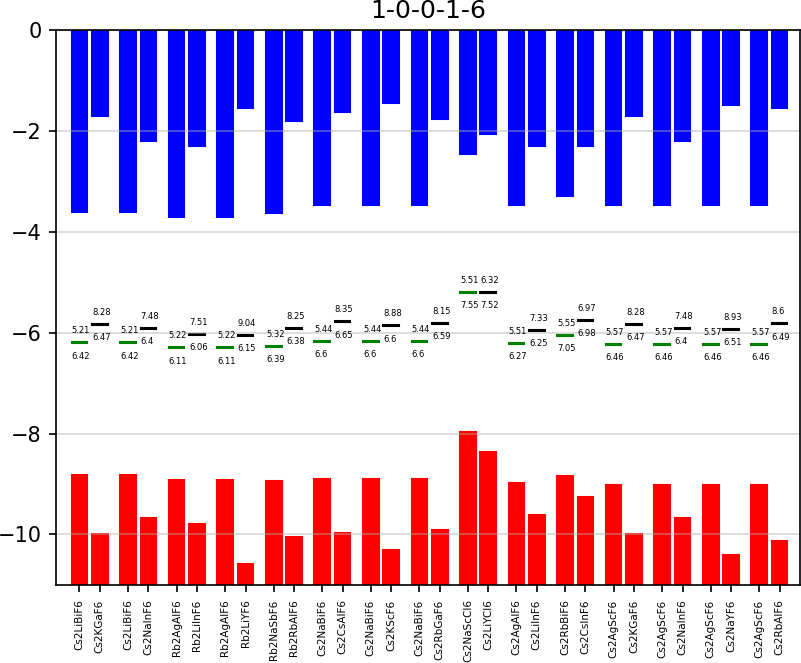 1-0-0-1-6
0
−2
−4
−6
−8
−10
5.21 8.28 5.21 7.48 5.22 7.51 5.22 9.04 5.32 8.25 5.44 8.35 5.44 8.88 5.44 8.15 5.51 6.32 5.51 7.33 5.55 6.97 5.57 8.28 5.57 7.48 5.57 8.93 5.57 8.6
6.42 6.47 6.42 6.4 6.11 6.06 6.11 6.15 6.39 6.38 6.6 6.65 6.6 6.6 6.6 6.59 7.55 7.52 6.27 6.25 7.05 6.98 6.46 6.47 6.46 6.4 6.46 6.51 6.46 6.49
Cs2LiBiF6
Cs2KGaF6
Cs2LiBiF6
Cs2NaInF6
Rb2AgAlF6
Rb2LiInF6
Rb2AgAlF6
Rb2LiYF6
Rb2NaSbF6
Rb2RbAlF6
Cs2NaBiF6
Cs2CsAlF6
Cs2NaBiF6
Cs2KScF6
Cs2NaBiF6
Cs2RbGaF6
Cs2NaScCl6
Cs2LiYCl6
Cs2AgAlF6
Cs2LiInF6
Cs2RbBiF6
Cs2CsInF6
Cs2AgScF6
Cs2KGaF6
Cs2AgScF6
Cs2NaInF6
Cs2AgScF6
Cs2NaYF6
Cs2AgScF6
Cs2RbAlF6